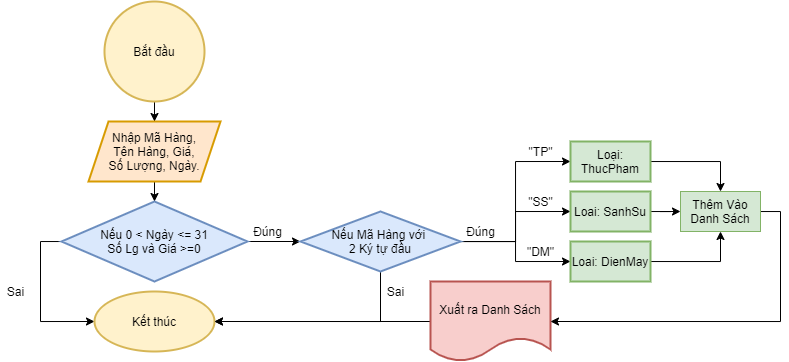 Bắt đầu
Nhập Mã Hàng,
Tên Hàng, Giá,
Số Lượng, Ngày.
Nếu 0 < Ngày <= 31
Số Lg và Giá >=0
Đúng
Sai
Nếu Mã Hàng với
2 Ký tự đầu
Đúng
Sai
"TP"
Loại:
ThucPham
"SS"
Loại: SanhSu
"DM"
Loại: DienMay
Thêm Vào
Danh Sách
Xuất ra Danh Sách
Kết thúc